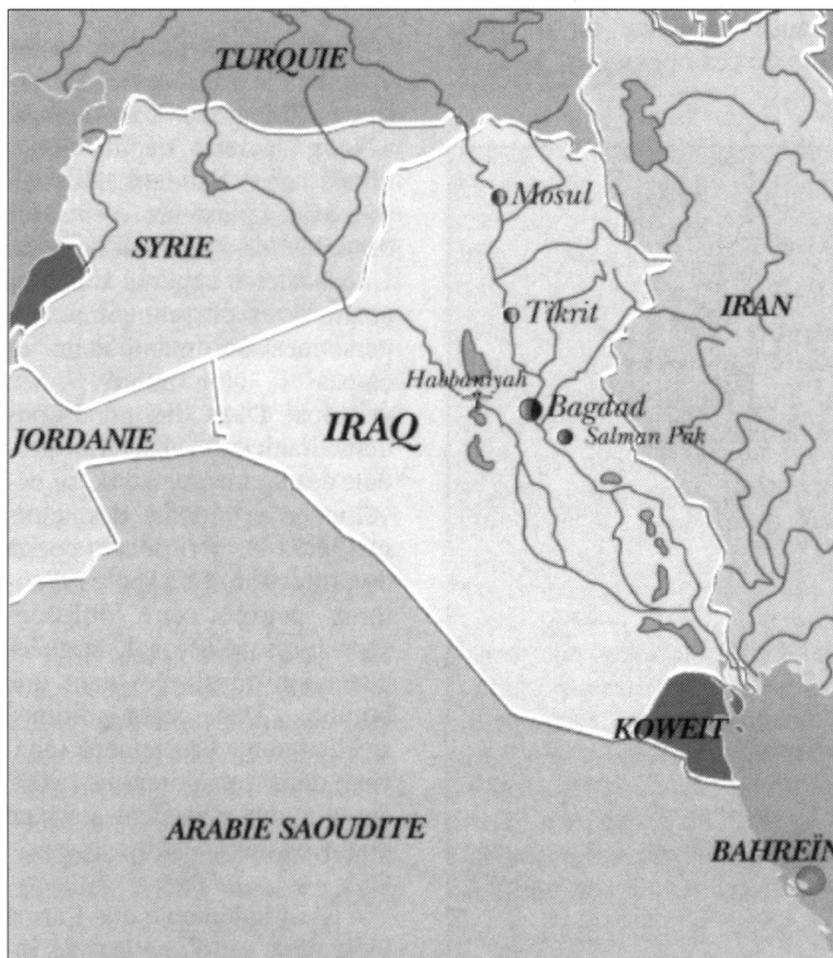 TURQUIE
Mosul
SYRIE
IRAN
Tikrit
Habbaniyah
Bagdad
IRAQ
Salman Pak
JORDANIE
KOWEIT
ARABIE SAOUDITE
BAHREÏN